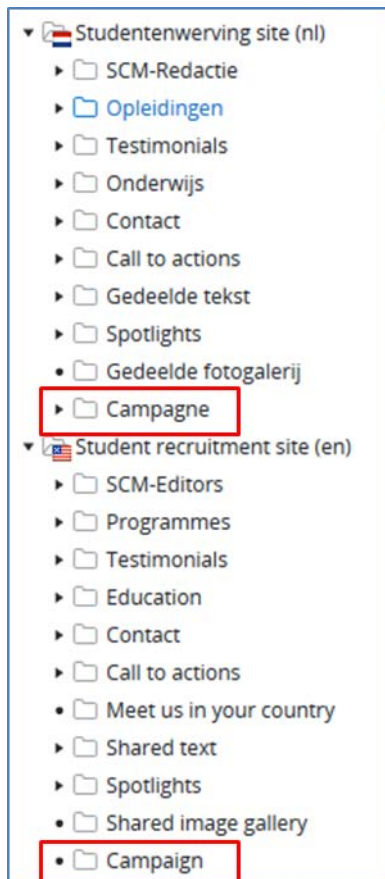 Studentenwerving site (nl)
SCM-Redactie
Opleidingen
Testimonials
Onderwijs
Contact
Call to actions
Gedeelde tekst
Spotlights
Gedeelde fotogalerij
Campagne
Student recruitment site (en)
SCM-Editors
Programmes
Testimonials
Education
Contact
Call to actions
Meet us in your country
Shared text
Spotlights
Shared image gallery
Campaign